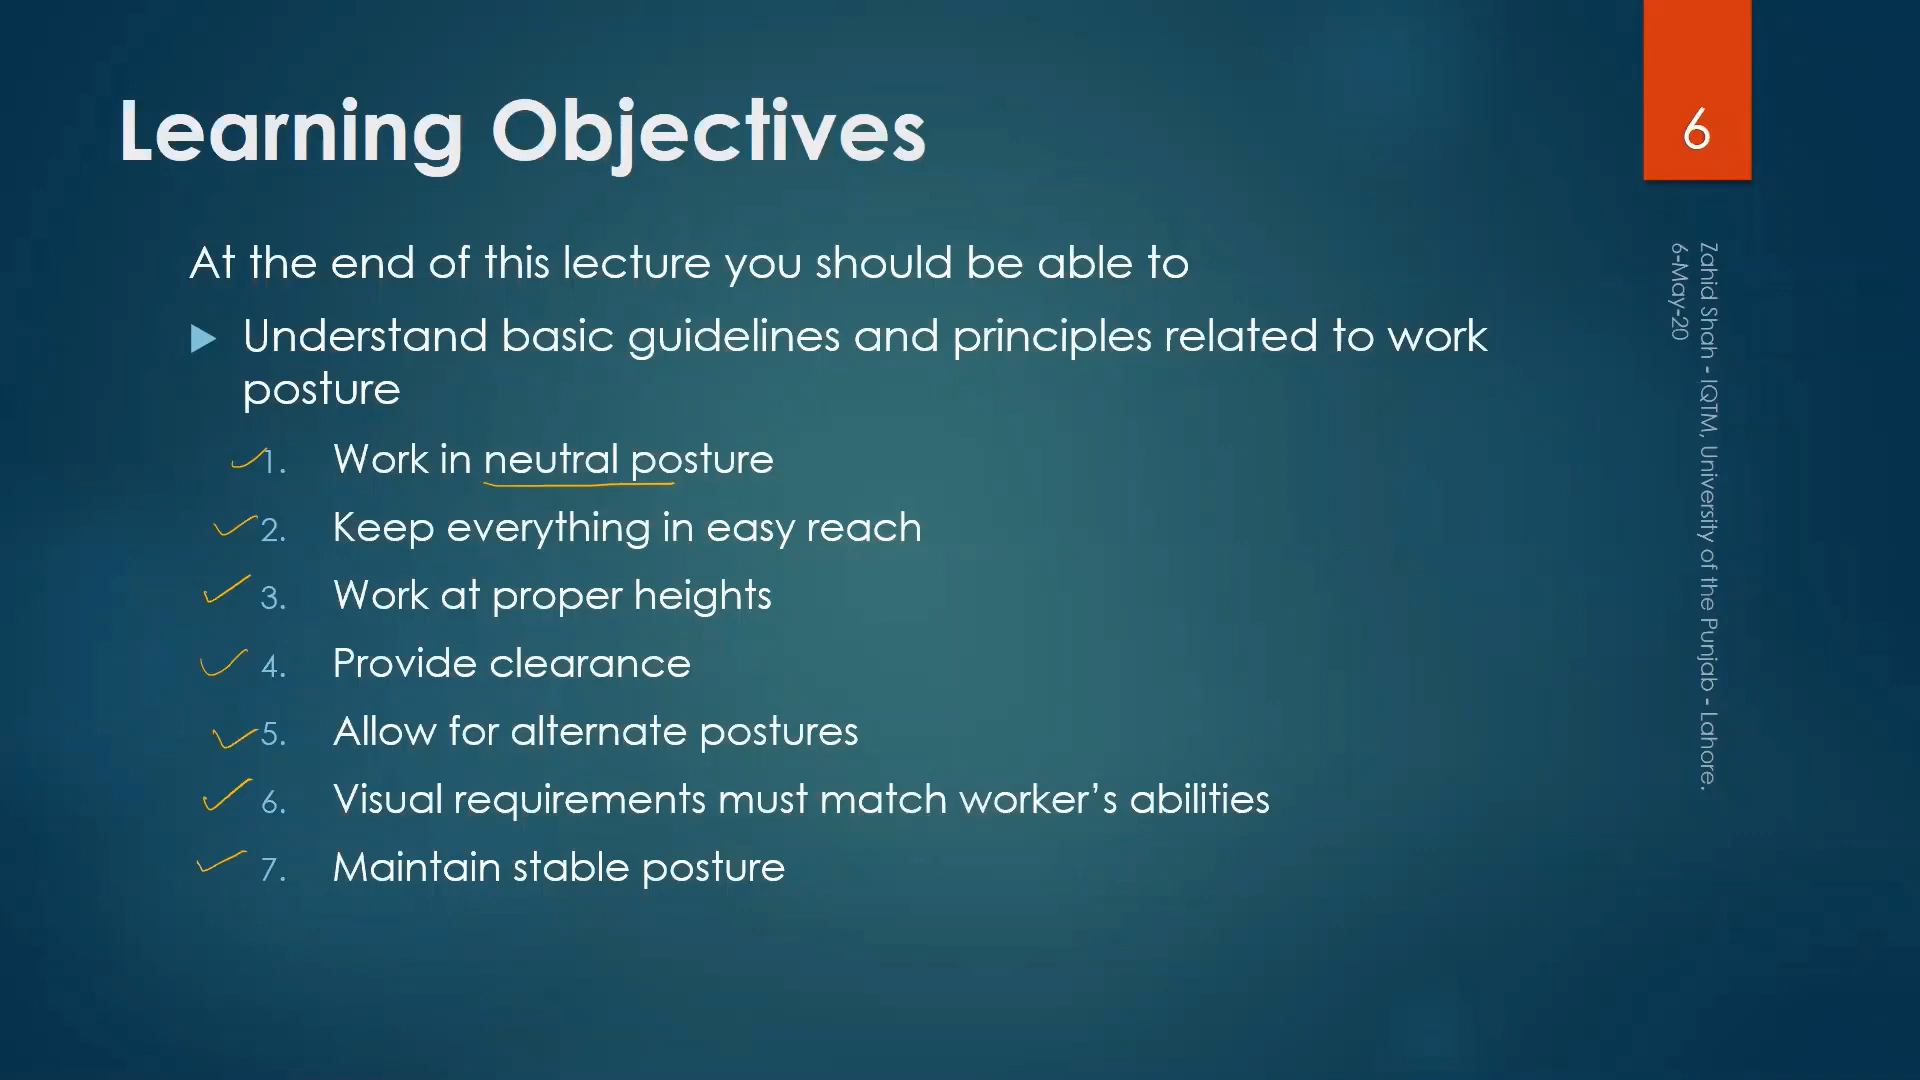 Learning Objectives
6
At the end of this lecture you should be able to
Understand basic guidelines and principles related to work
posture
1. Work in neutral posture
2. Keep everything in easy reach
3. Work at proper heights
4. Provide clearance
5. Allow for alternate postures
6. Visual requirements must match worker’s abilities
7. Maintain stable posture
Zahid Shah - IQTM, University of the Punjab - Lahore.
6-May-20